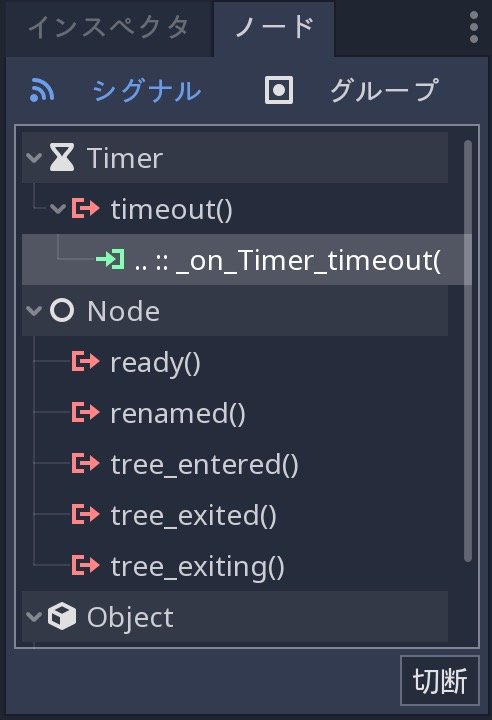 インスペクタ ノード
シグナル グループ
Timer
timeout()
.. :: _on_Timer_timeout(
Node
ready()
renamed()
tree_entered()
tree_exited()
tree_exiting()
Object
切断